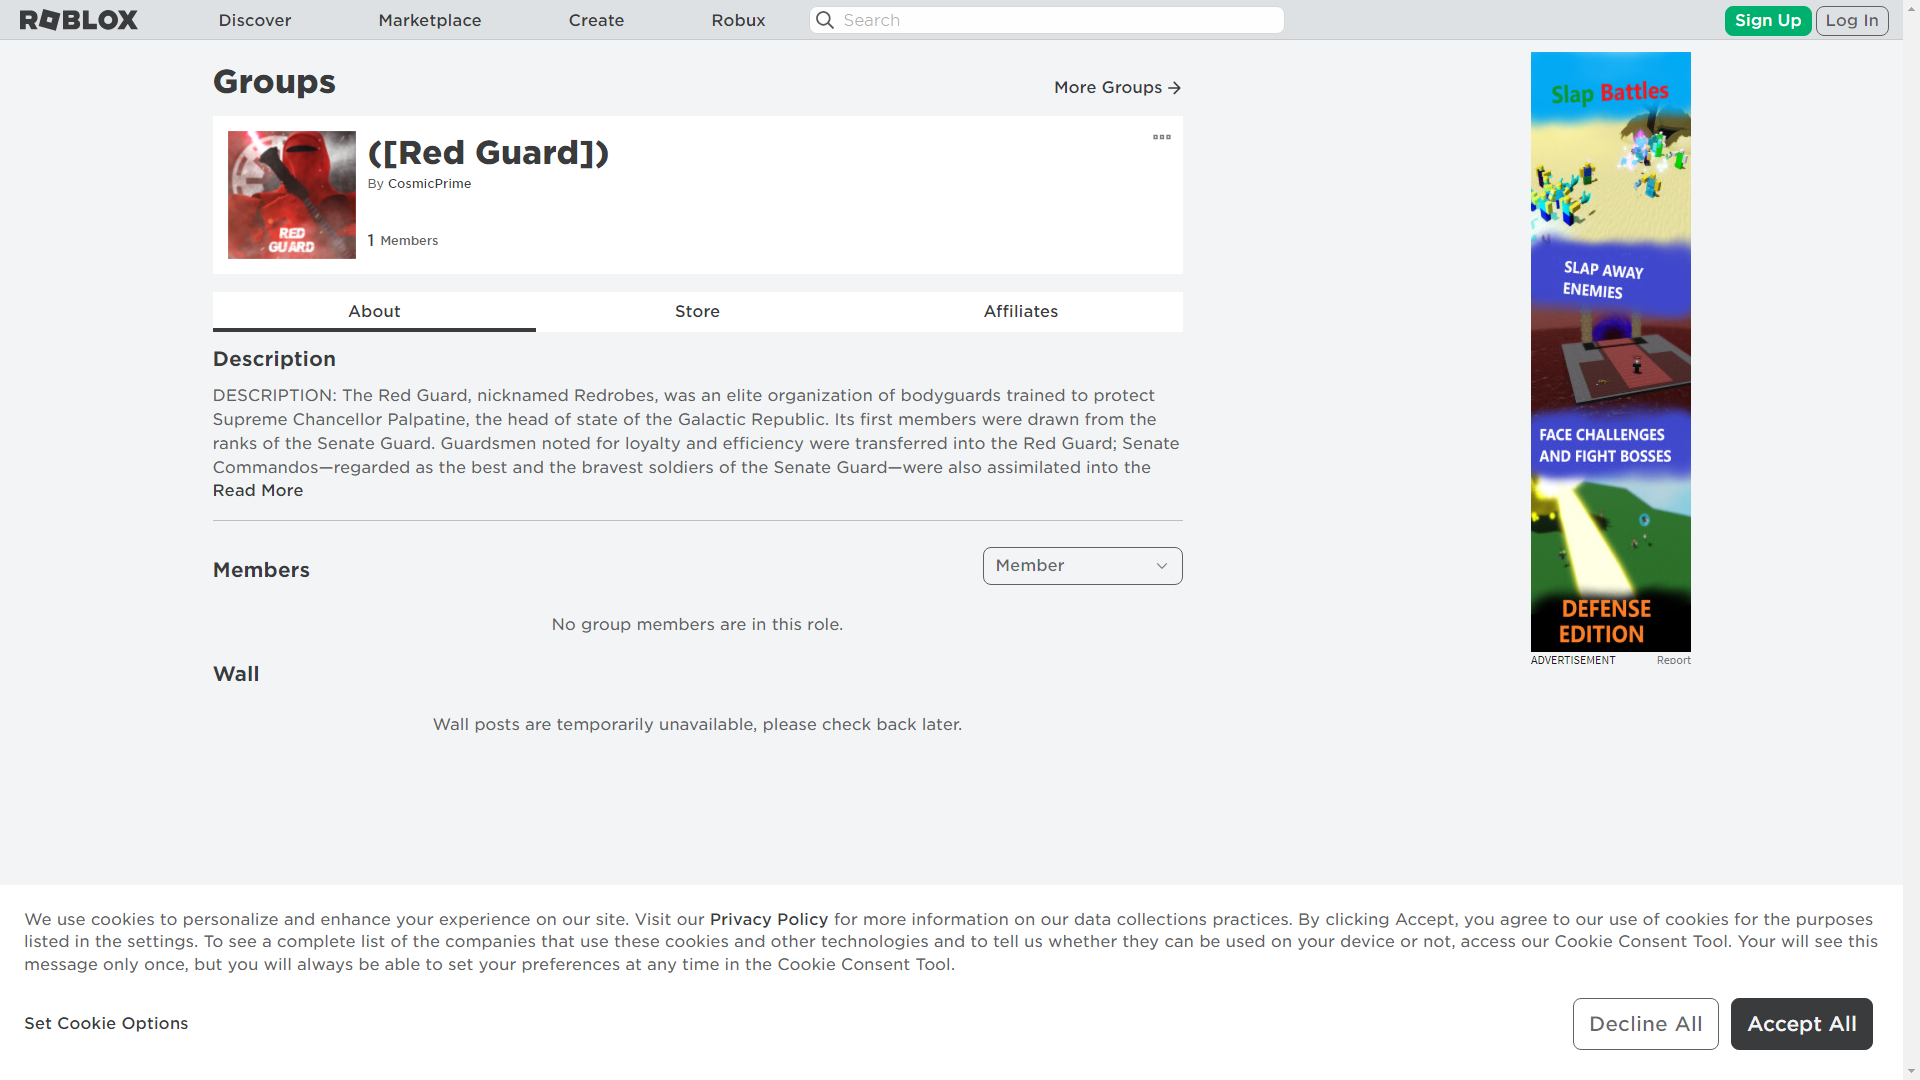 ROBLOX
Discover
Marketplace
Create
Robux
Search
Sign Up
Log In
Groups
More Groups
([Red Guard])
By CosmicPrime
1 Members
RED
GUARD
About
Store
Affiliates
Description
DESCRIPTION: The Red Guard, nicknamed Redrobes, was an elite organization of bodyguards trained to protect
Supreme Chancellor Palpatine, the head of state of the Galactic Republic. Its first members were drawn from the
ranks of the Senate Guard. Guardsmen noted for loyalty and efficiency were transferred into the Red Guard; Senate
Commandos—regarded as the best and the bravest soldiers of the Senate Guard—were also assimilated into the
Read More
Members
Member
No group members are in this role.
Wall
Wall posts are temporarily unavailable, please check back later.
Slap Battles
SLAP AWAY
ENEMIES
FACE CHALLENGES
AND FIGHT BOSSES
DEFENSE
EDITION
ADVERTISEMENT
Report
We use cookies to personalize and enhance your experience on our site. Visit our Privacy Policy for more information on our data collections practices. By clicking Accept, you agree to our use of cookies for the purposes
listed in the settings. To see a complete list of the companies that use these cookies and other technologies and to tell us whether they can be used on your device or not, access our Cookie Consent Tool. Your will see this
message only once, but you will always be able to set your preferences at any time in the Cookie Consent Tool.
Set Cookie Options
Decline All
Accept All